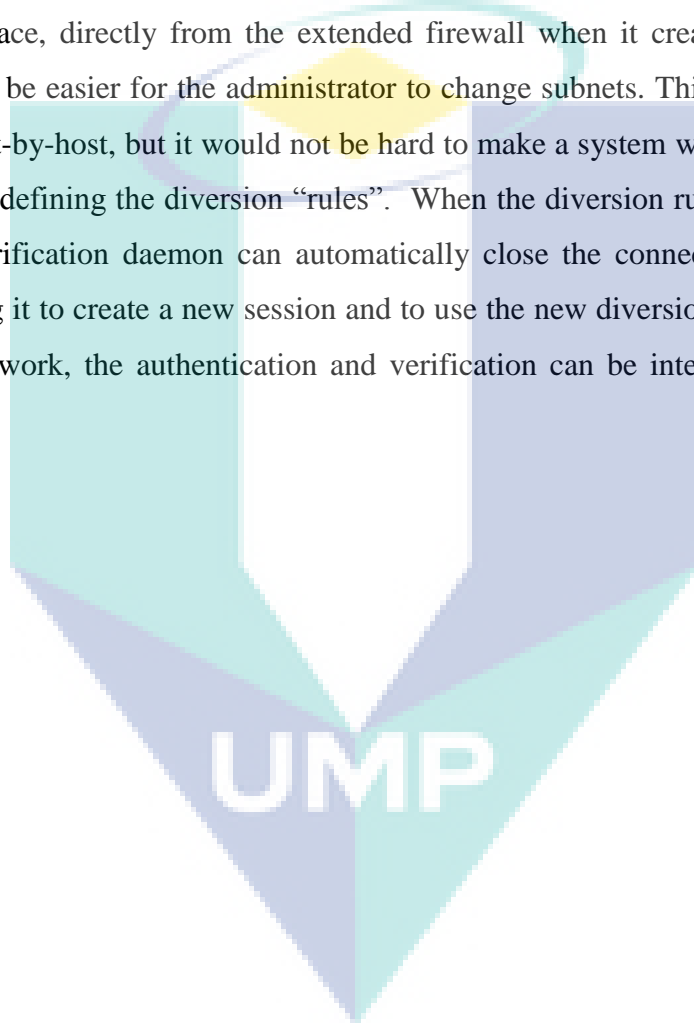 ace, directly from the extended firewall when it crea
be easier for the administrator to change subnets. Thi
t-by-host, but it would not be hard to make a system w
defining the diversion “rules”. When the diversion ru
rification daemon can automatically close the connec
g it to create a new session and to use the new diversio
work, the authentication and verification can be inte
UMP